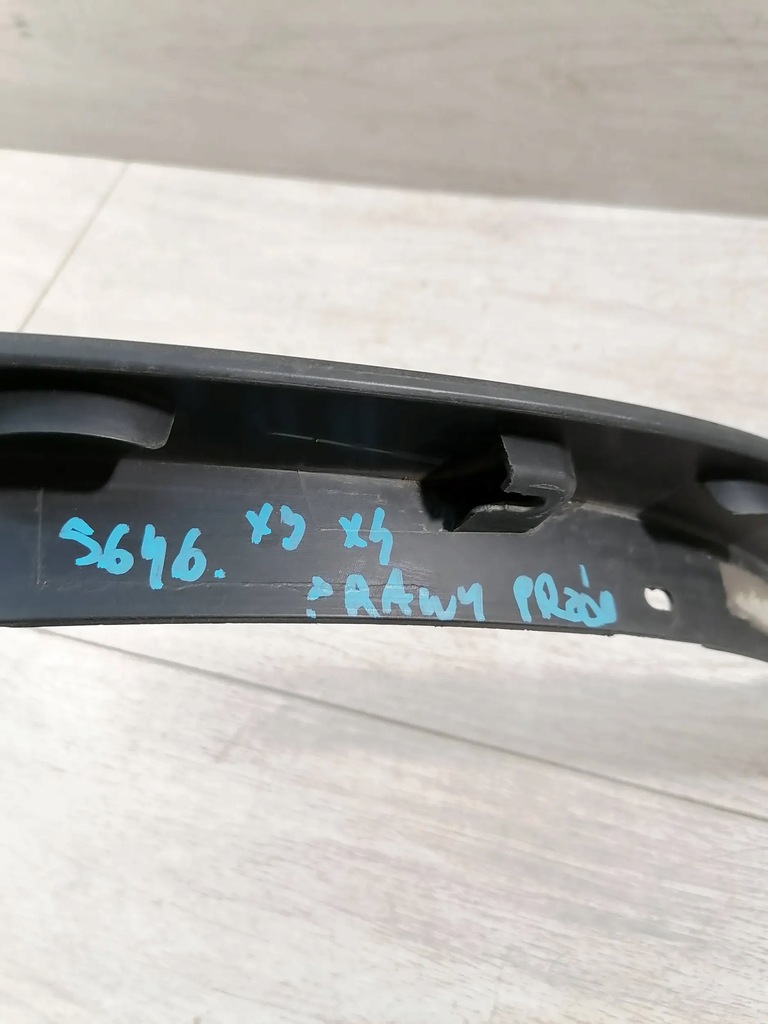 5646. X3 X4
PRAWY PRZÓD